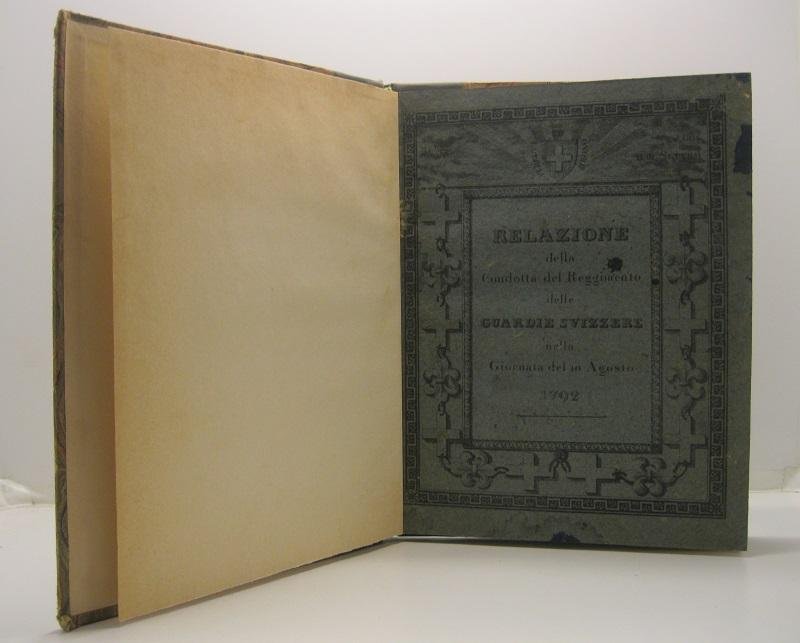 RELAZIONE
della
Condotta del Reggimento
delle
GUARDIE SVIZZERE
nella
Giornata del 10 Agosto
1792